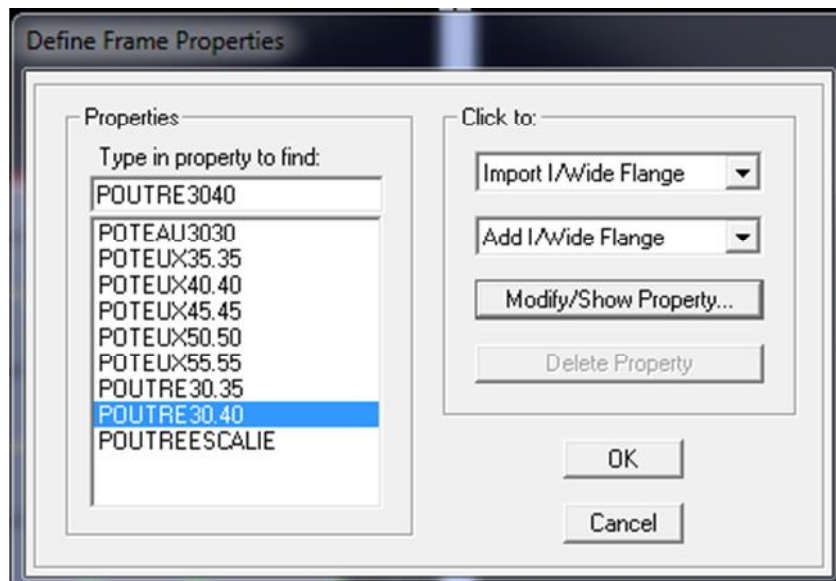 Define Frame Properties
Properties
Type in property to find:
POUTRE3040
POTEAU3030
POTEUX35.35
POTEUX40.40
POTEUX45.45
POTEUX50.50
POTEUX55.55
POUTRE30.35
POUTRE30.40
POUTREESCALIE
Click to:
Import I/Wide Flange
Add I/Wide Flange
Modify/Show Property...
Delete Property
OK
Cancel